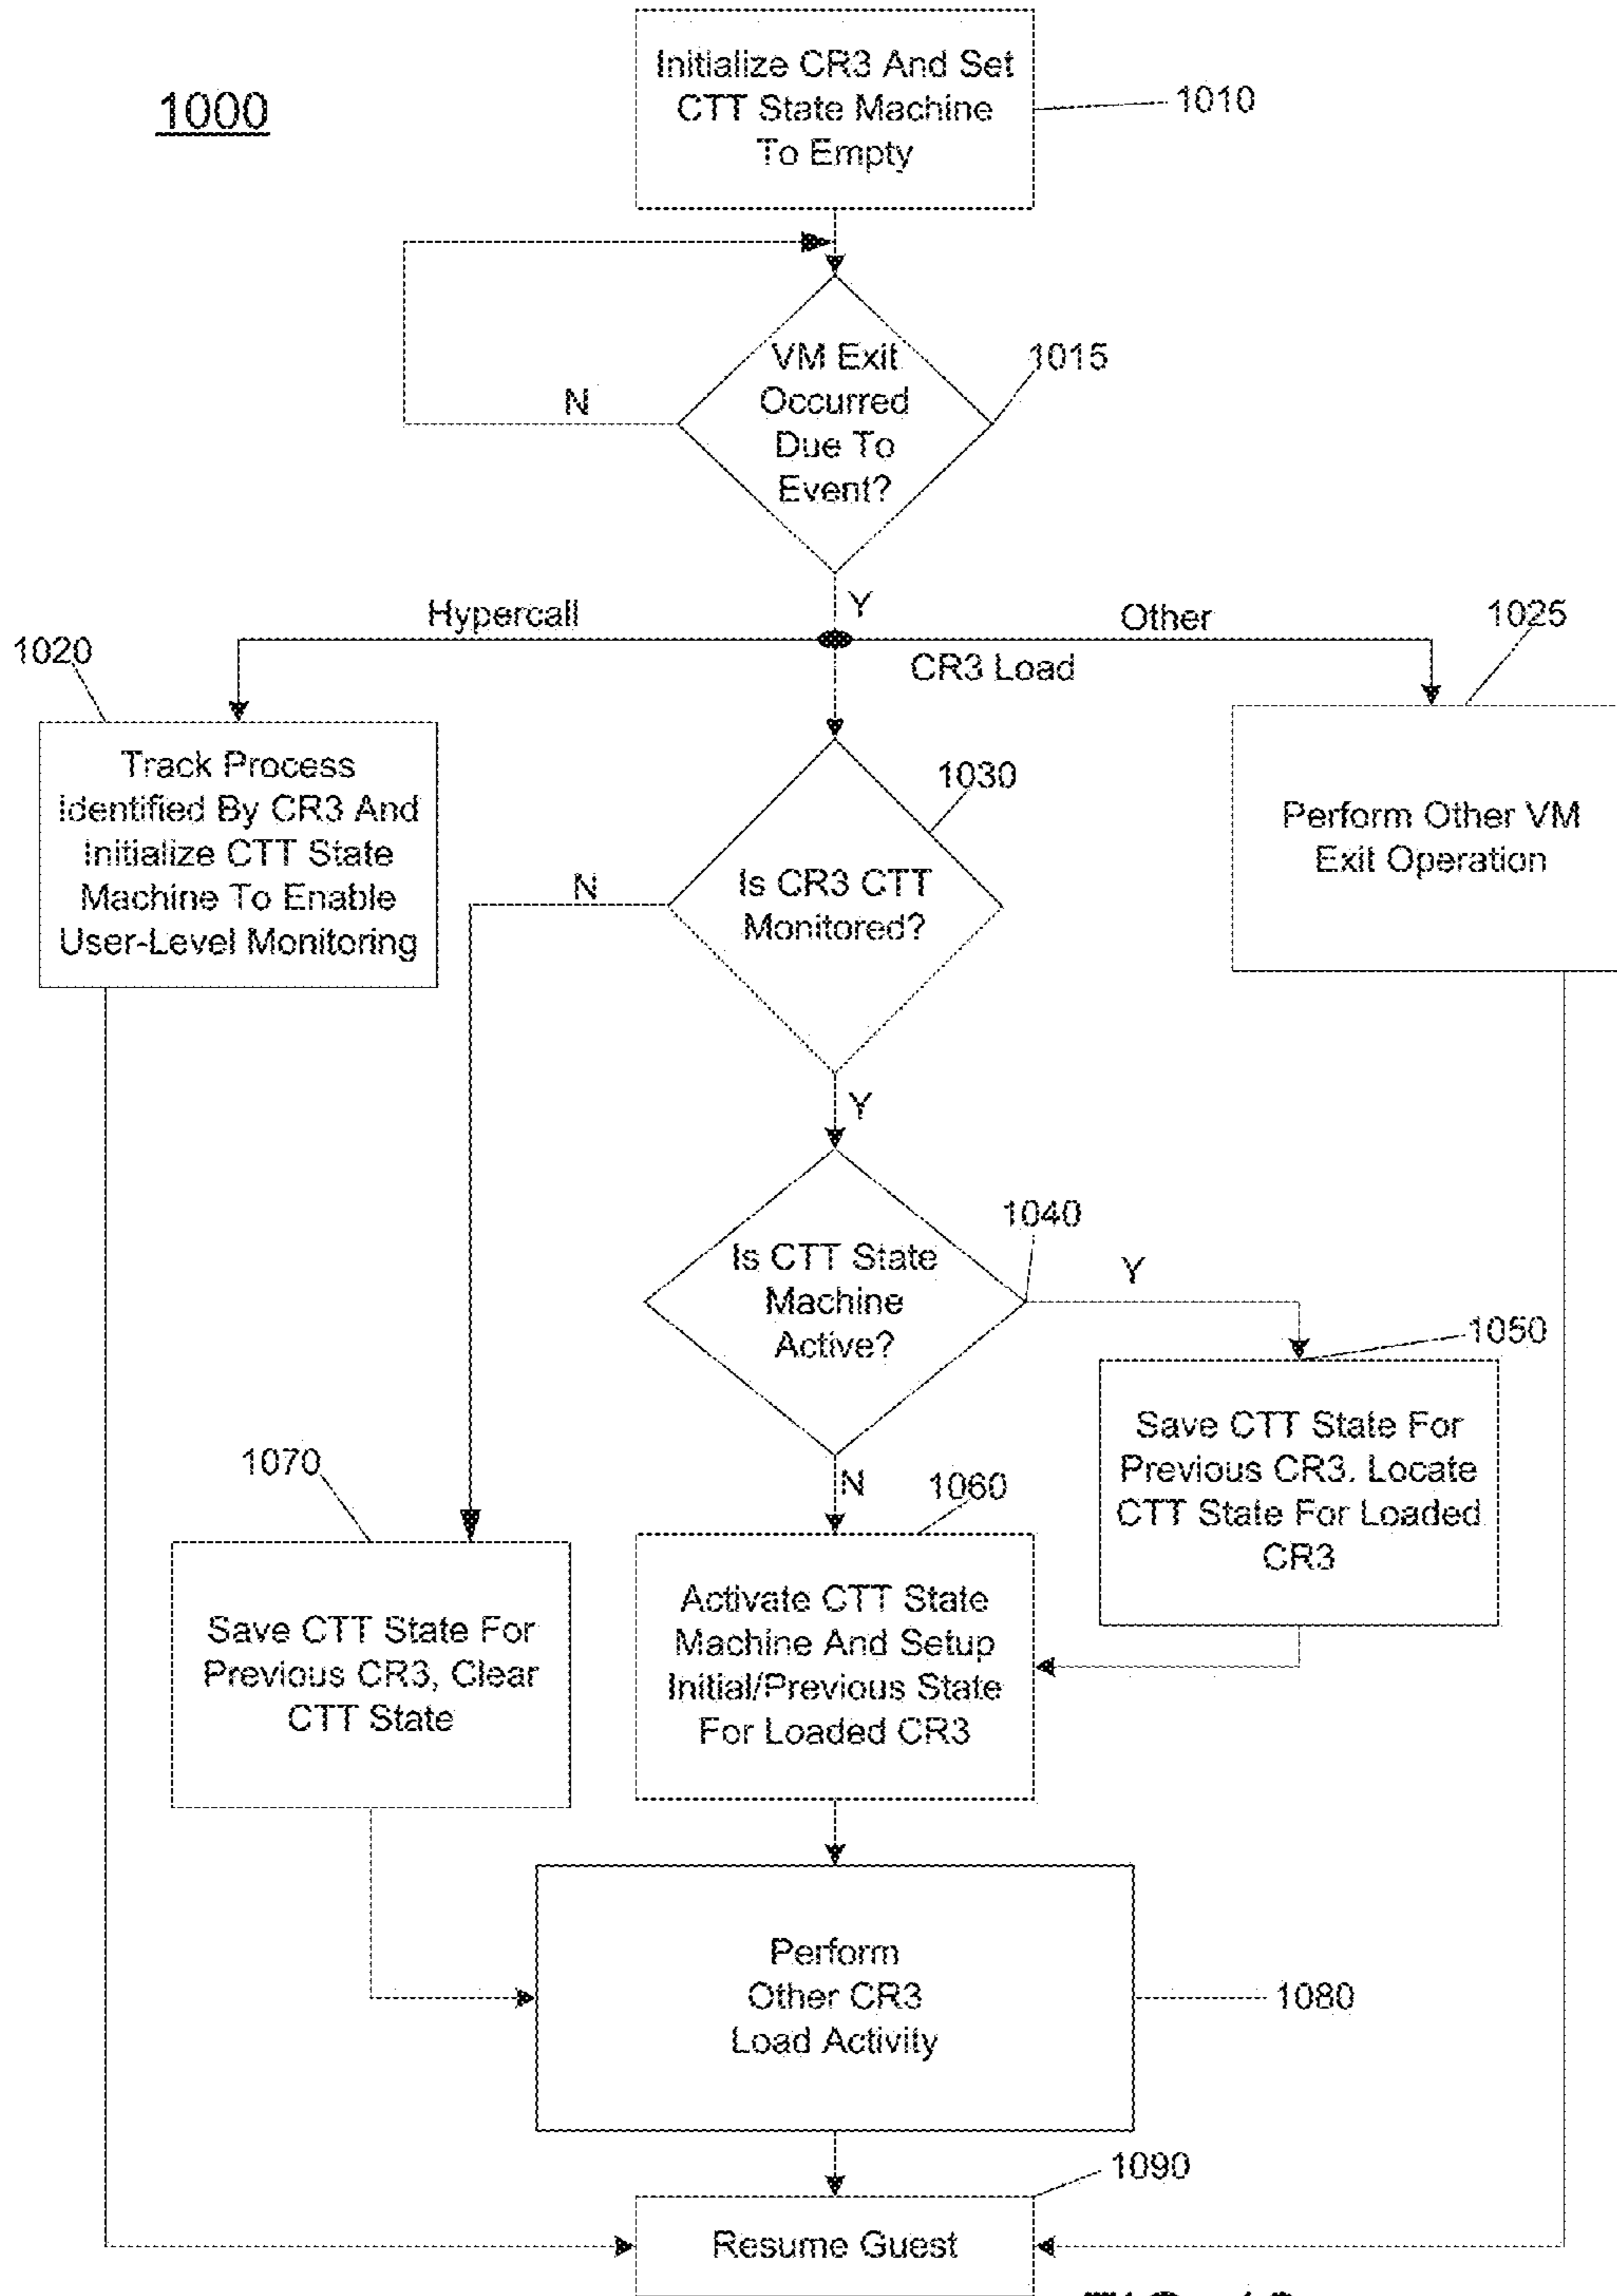 1000
Initialize CR3 And Set
CTT State Machine
To Empty
1010
VM Exit
Occurred
Due To
Event?
1015
N
Y
Hypercall
Other
CR3 Load
1020
1025
Track Process
Identified By CR3 And
Initialize CTT State
Machine To Enable
User-Level Monitoring
1030
Is CR3 CTT
Monitored?
N
Perform Other VM
Exit Operation
Y
1040
Is CTT State
Machine
Active?
Y
1050
Save CTT State For
Previous CR3. Locate
CTT State For Loaded
CR3
N
1060
1070
Activate CTT State
Machine And Setup
Initial/Previous State
For Loaded CR3
Save CTT State For
Previous CR3, Clear
CTT State
Perform
Other CR3
Load Activity
1080
1090
Resume Guest